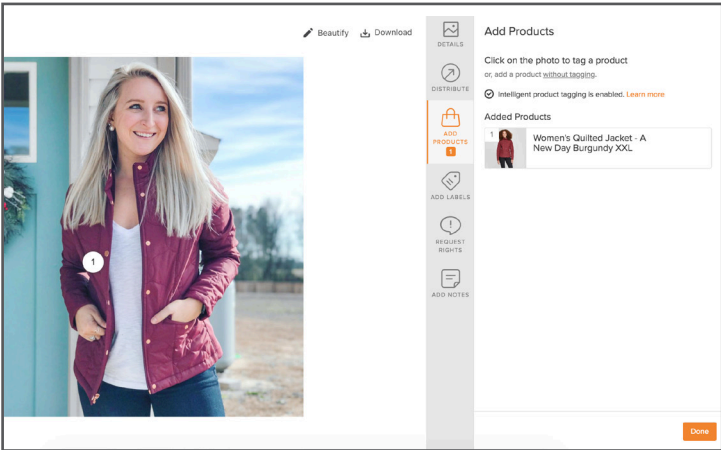 Beautify
Download
1
DETAILS
DISTRIBUTE
ADD
PRODUCTS
1
ADD LABELS
REQUEST
RIGHTS
ADD NOTES
Add Products
Click on the photo to tag a product
or, add a product without tagging.
Intelligent product tagging is enabled. Learn more
Added Products
1
Women's Quilted Jacket - A
New Day Burgundy XXL
Done